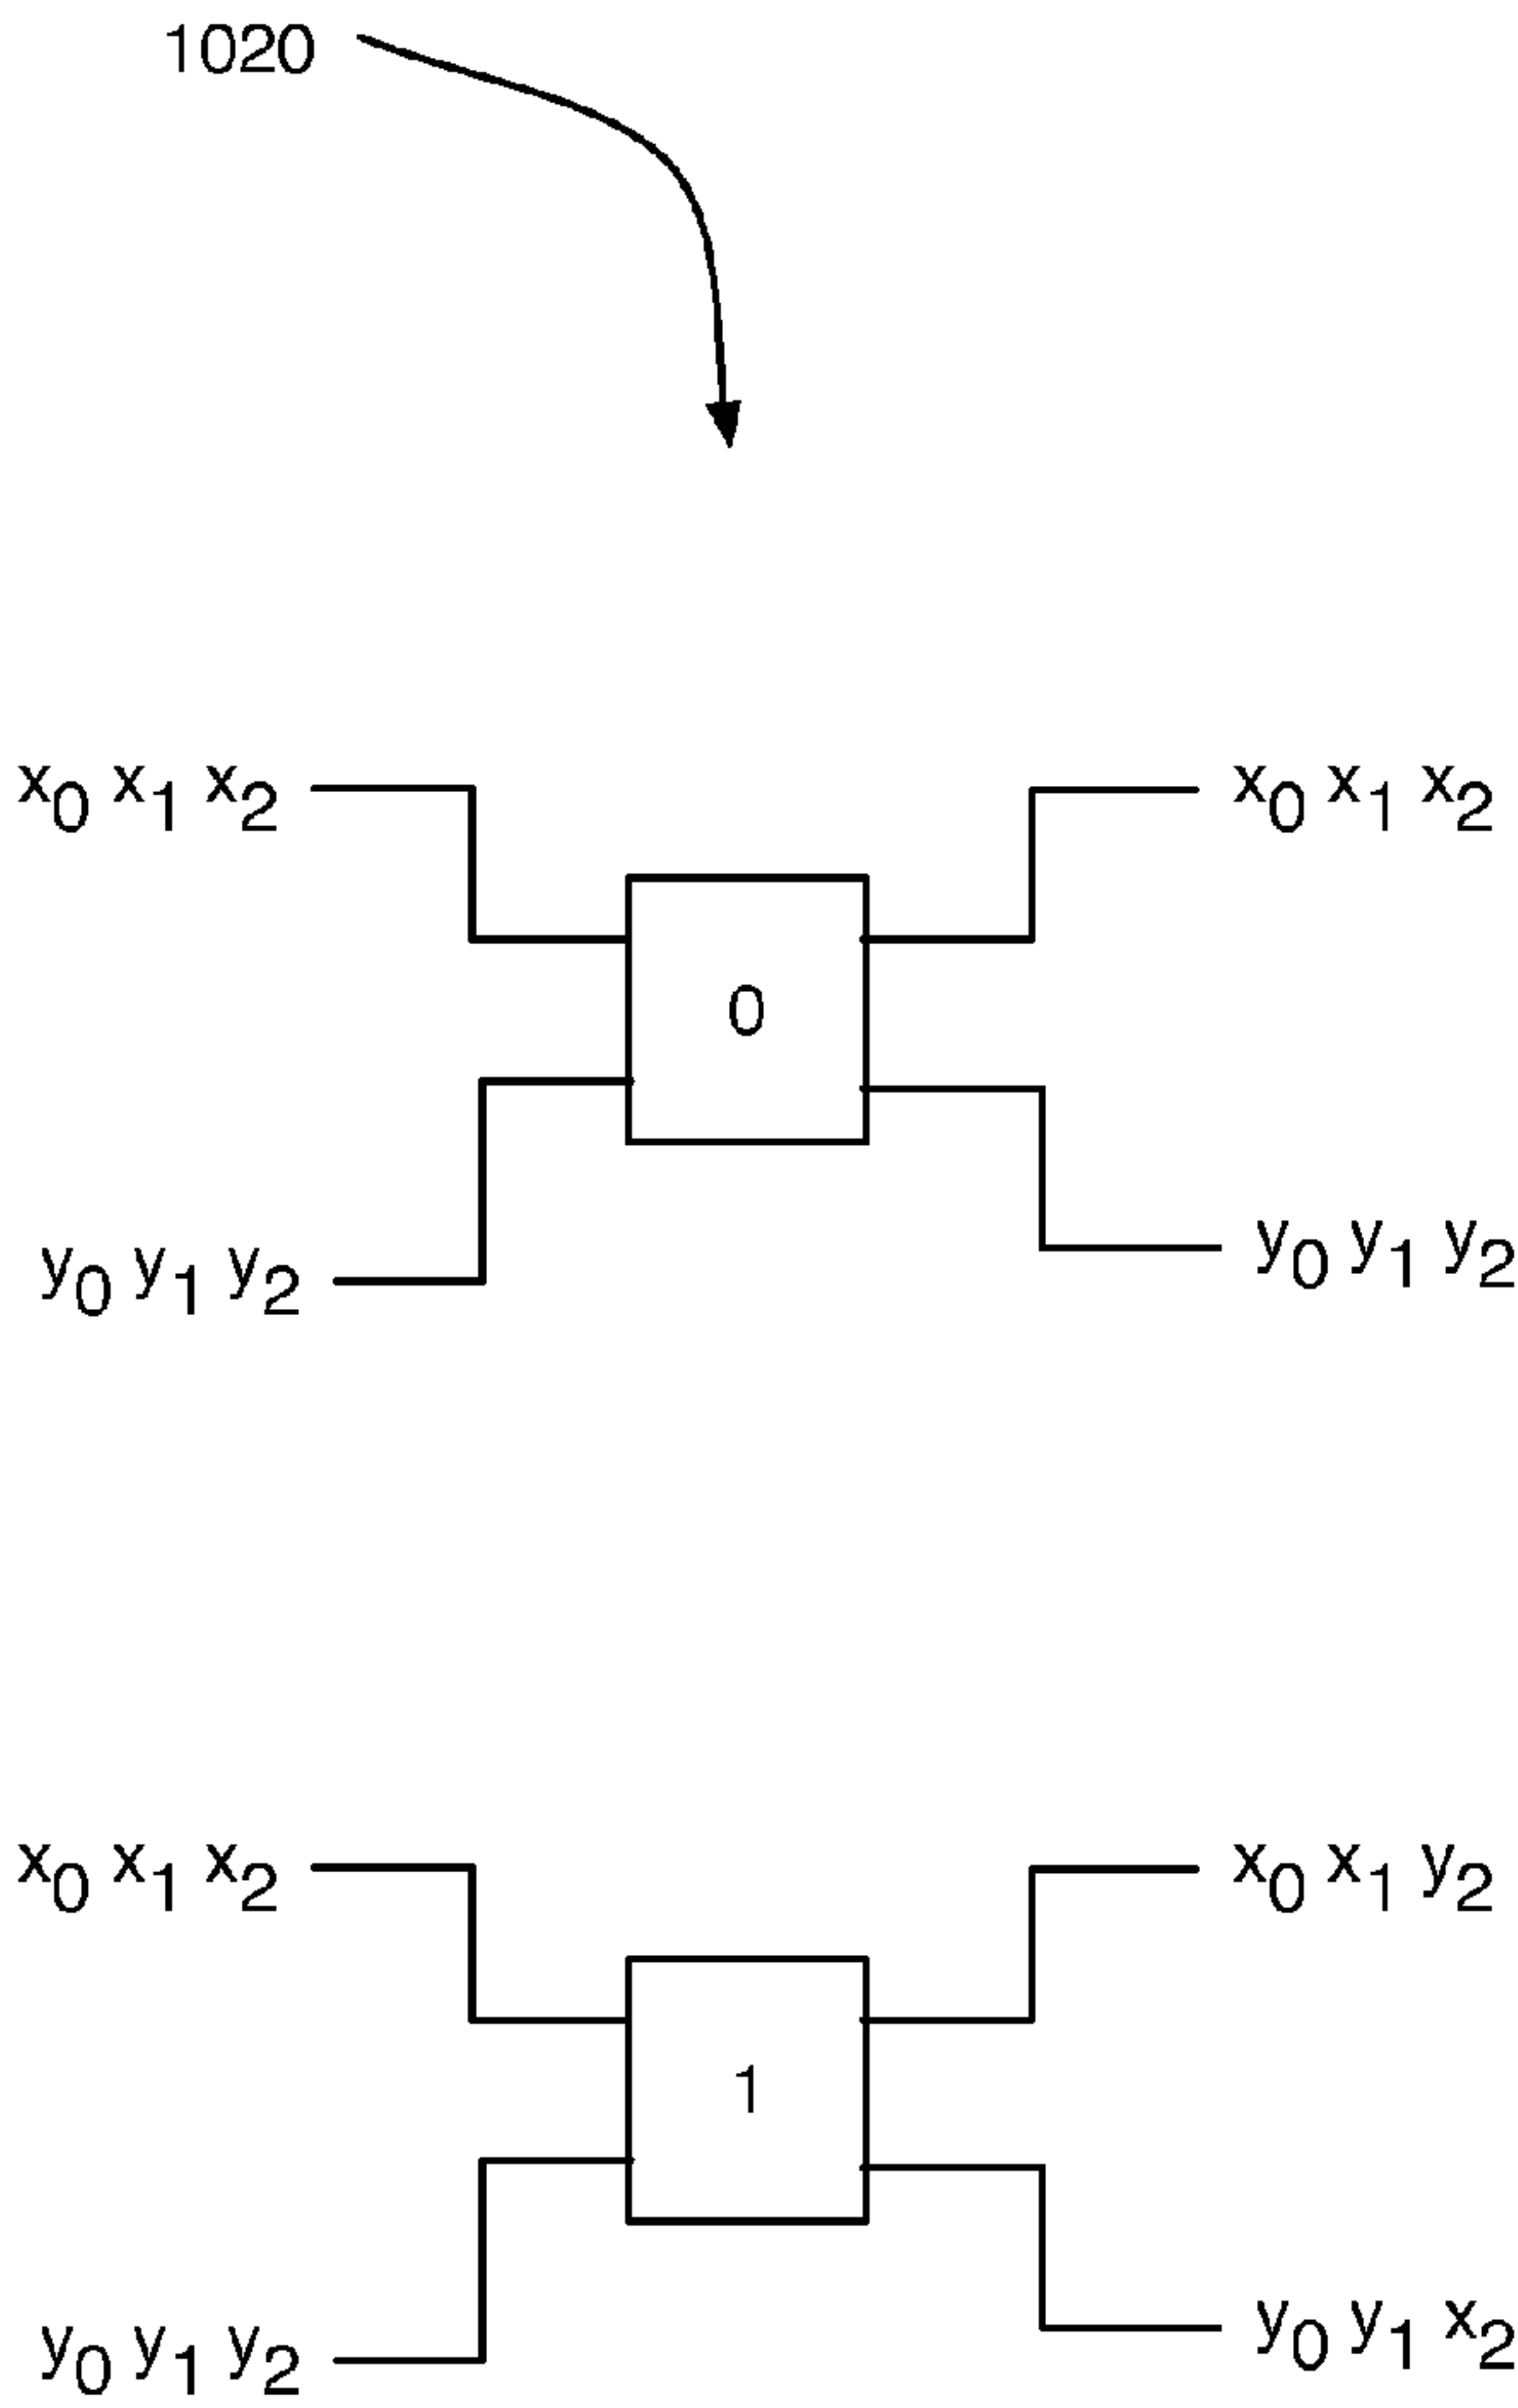 1020
x0 x1 x2 x0 x1 x2
0
y0 y1 y2 y0 y1 y2
x0 x1 x2 x0 x1 y2
1
y0 y1 y2 y0 y1 x2